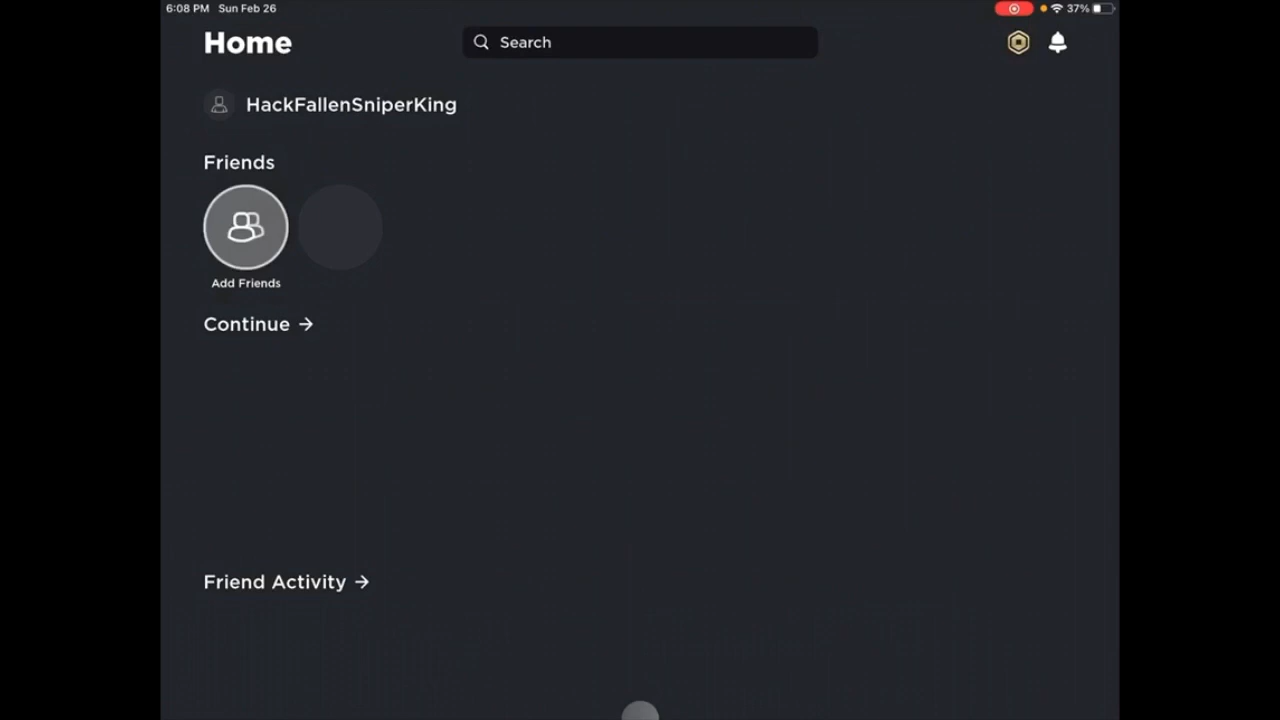 6:08 PM Sun Feb 26 37%
Home
Search
HackFallenSniperKing
Friends
Add Friends
Continue →
Friend Activity →